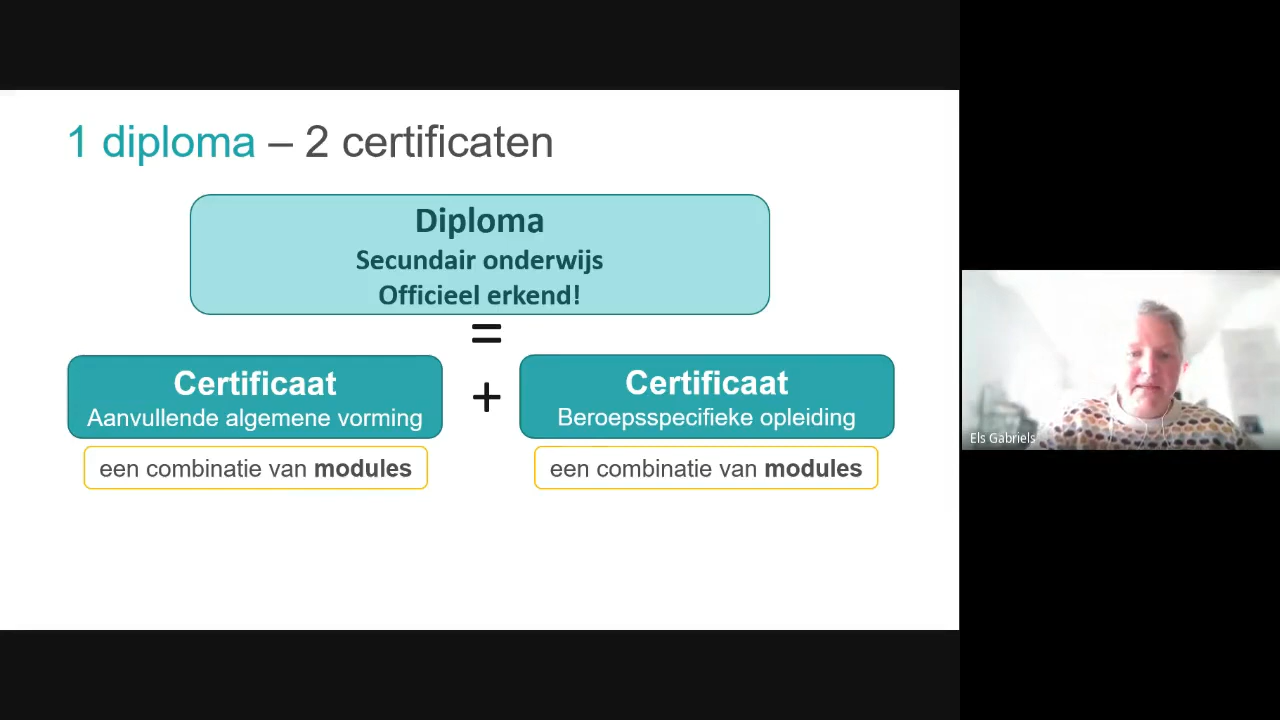 1 diploma – 2 certificaten
Diploma
Secundair onderwijs
Officieel erkend!
=
Certificaat
Aanvullende algemene vorming
+
Certificaat
Beroepsspecifieke opleiding
een combinatie van modules
een combinatie van modules
Els Gabriels